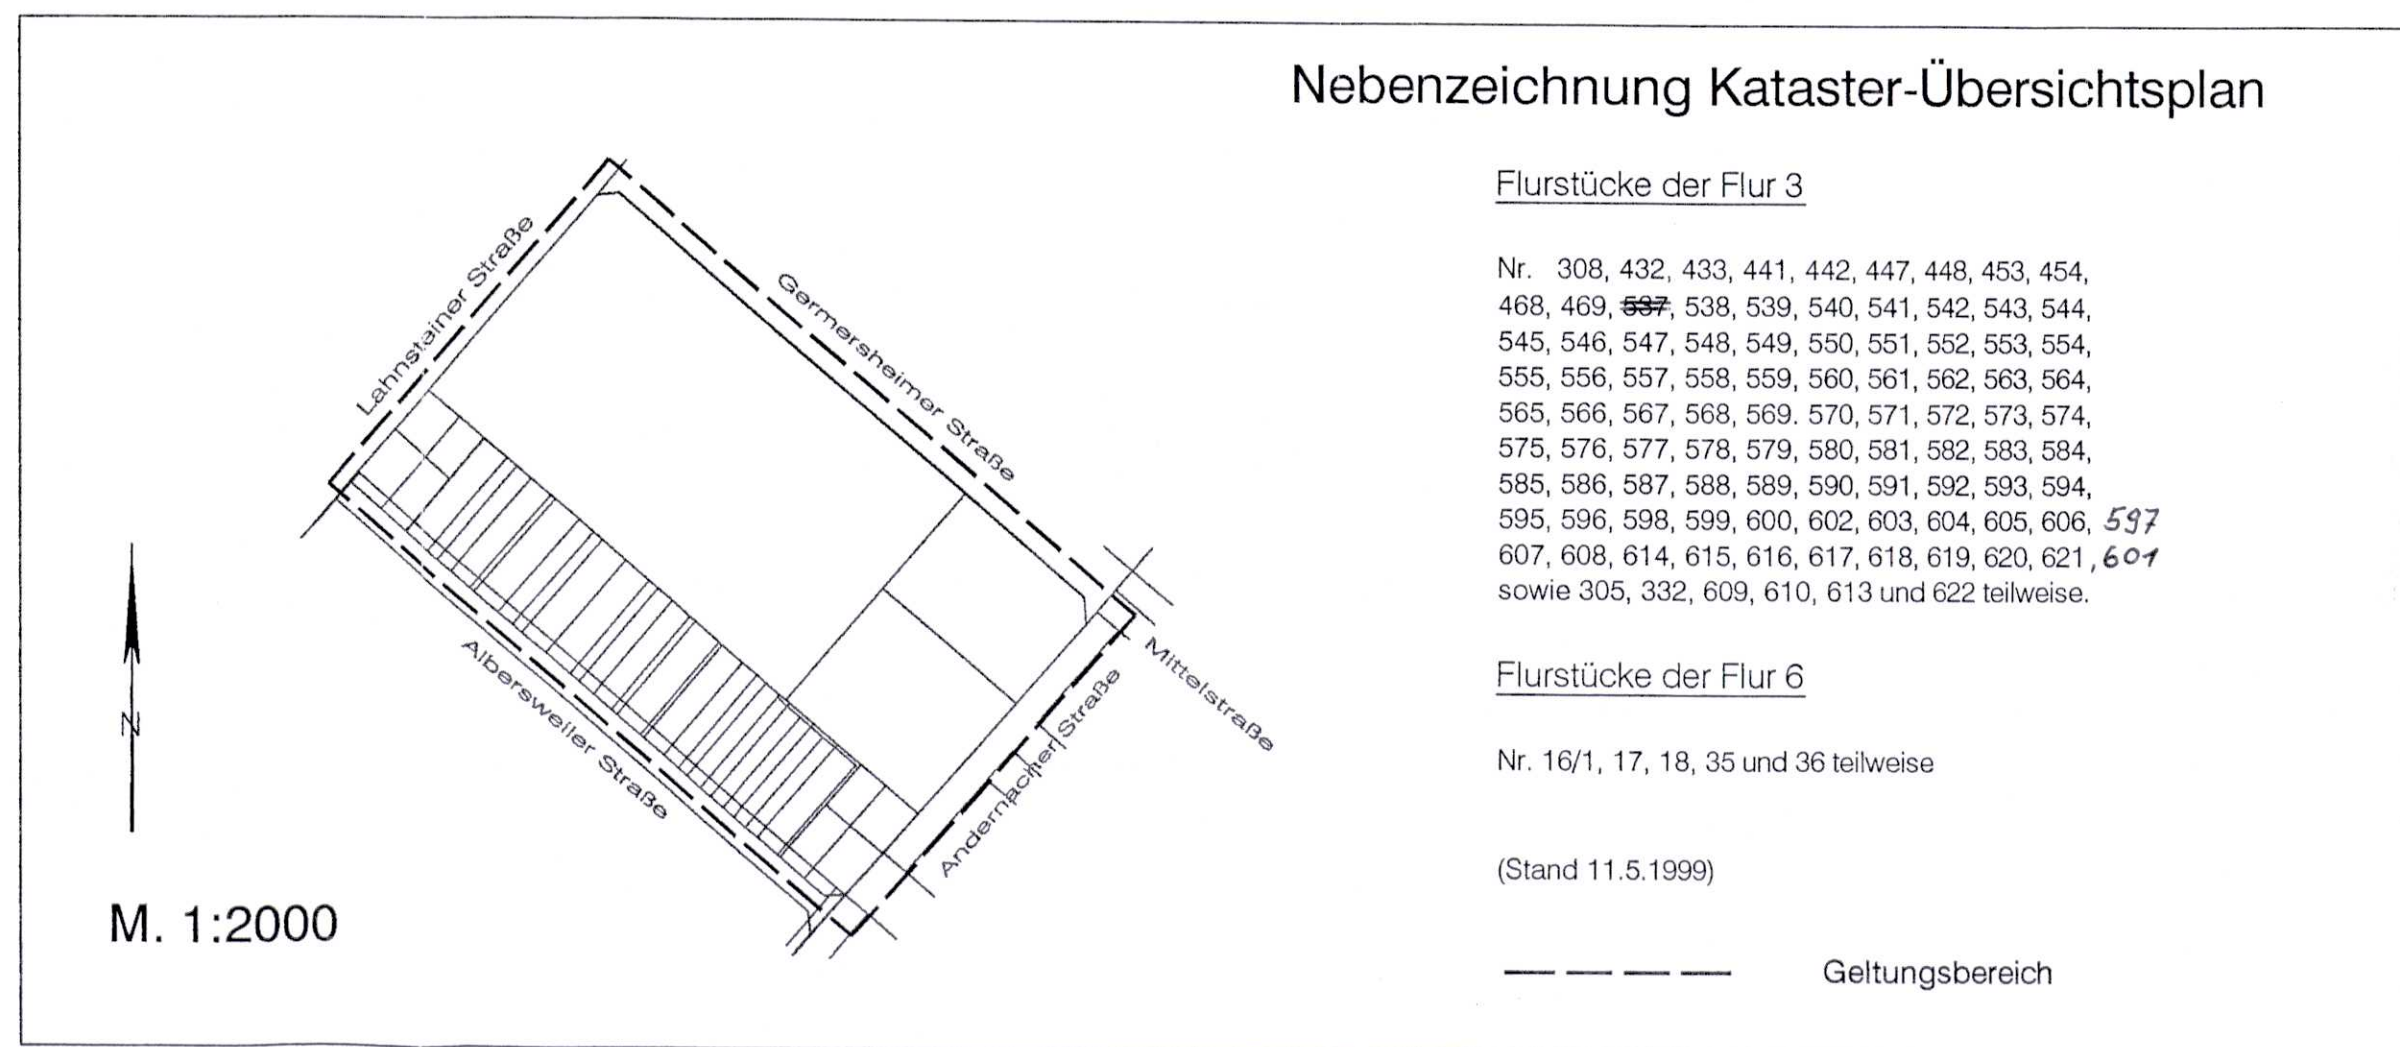 Nebenzeichnung Kataster-Übersichtsplan
Flurstücke der Flur 3
Nr. 308, 432, 433, 441, 442, 447, 448, 453, 454,
468, 469, 537, 538, 539, 540, 541, 542, 543, 544,
545, 546, 547, 548, 549, 550, 551, 552, 553, 554,
555, 556, 557, 558, 559, 560, 561, 562, 563, 564,
565, 566, 567, 568, 569. 570, 571, 572, 573, 574,
575, 576, 577, 578, 579, 580, 581, 582, 583, 584,
585, 586, 587, 588, 589, 590, 591, 592, 593, 594,
595, 596, 598, 599, 600, 602, 603, 604, 605, 606, 597
607, 608, 614, 615, 616, 617, 618, 619, 620, 621, 601
sowie 305, 332, 609, 610, 613 und 622 teilweise.
Flurstücke der Flur 6
Nr. 16/1, 17, 18, 35 und 36 teilweise
(Stand 11.5.1999)
Geltungsbereich
Lahnstainer Straße
Germersheimer Straße
Mittelstraße
Andernacher Straße
Albersweiler Straße
N
M. 1:2000